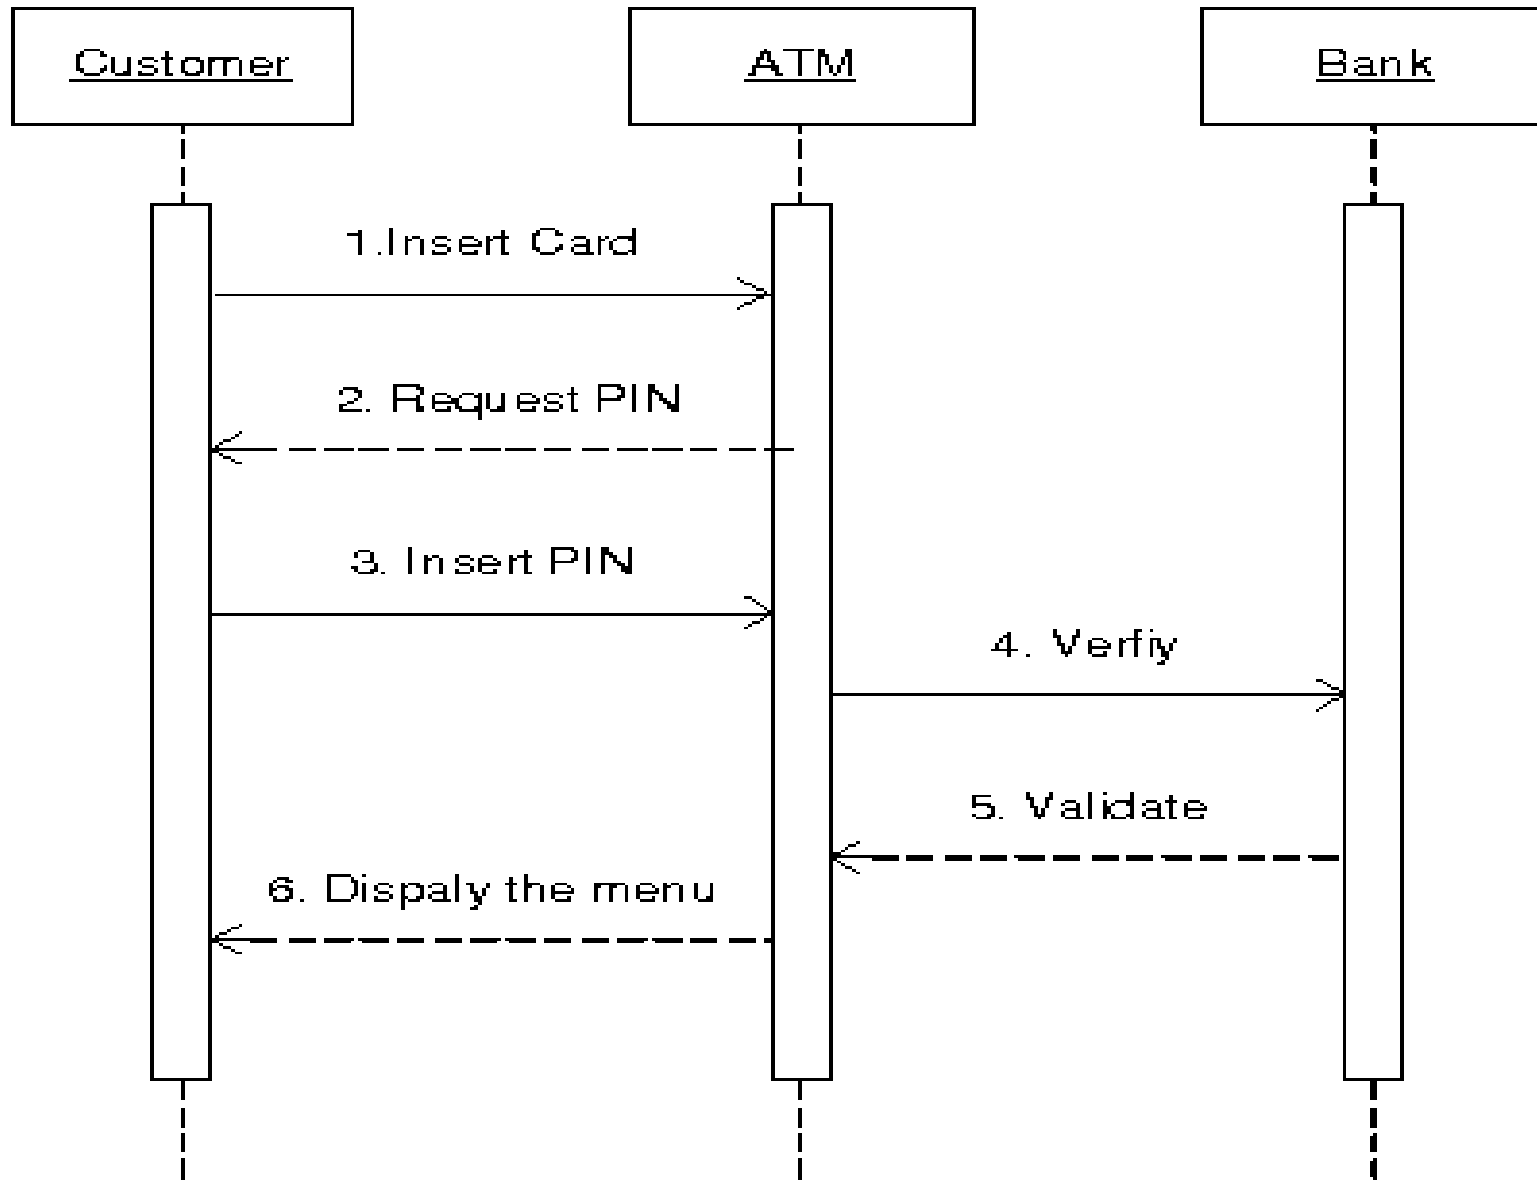 Customer
ATM
Bank
1.Insert Card
2. Request PIN
3. Insert PIN
4. Verfiy
5. Validate
6. Dispaly the menu